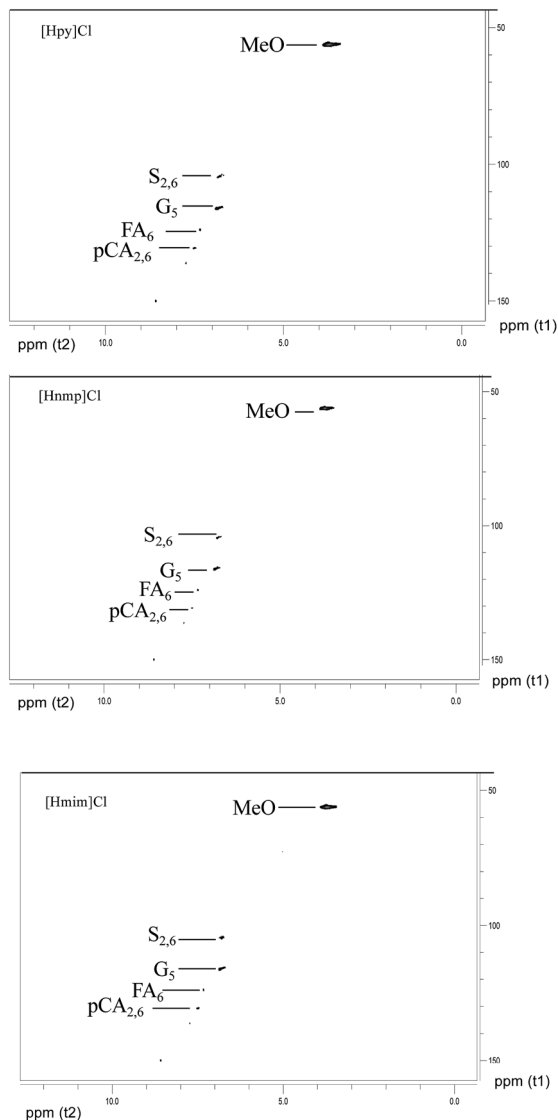 [Hpy]Cl
MeO
50
S2,6
100
G5
FA6
pCA2,6
150
10.0 5.0 0.0
ppm (t1)
ppm (t2)
[Hnmp]Cl
MeO
50
S2,6
100
G5
FA6
pCA2,6
150
ppm (t1)
10.0 5.0 0.0
ppm (t2)
[Hmim]Cl
MeO
50
S2,6
100
G5
FA6
pCA2,6
150
ppm (t1)
10.0 5.0 0.0
ppm (t2)